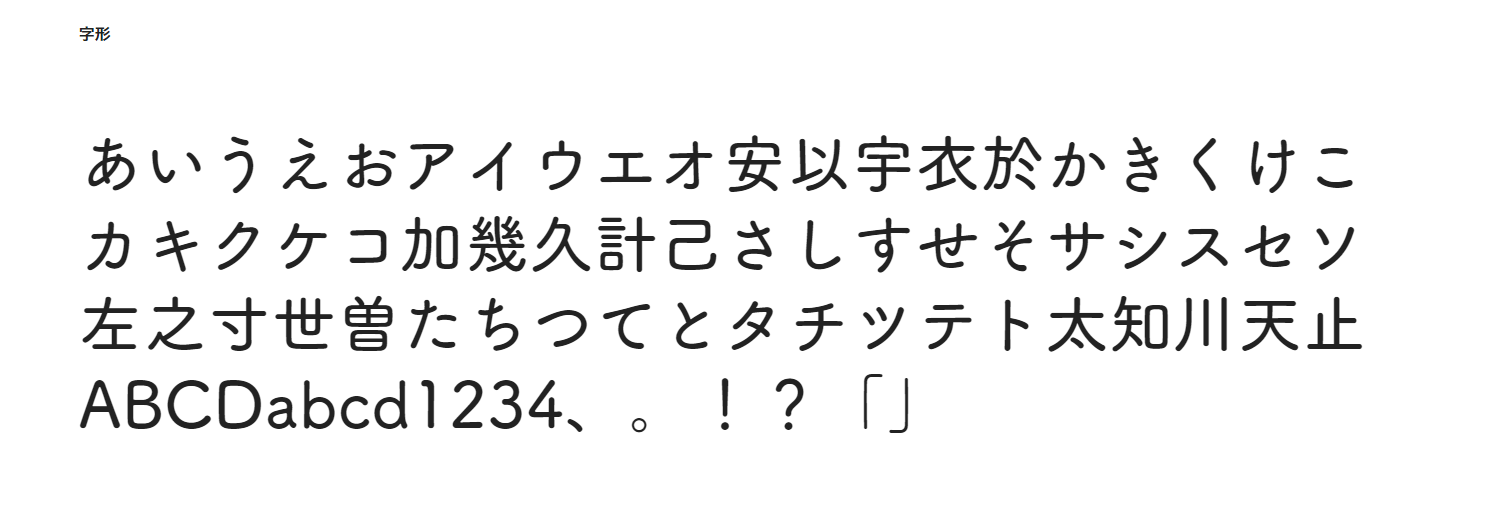 字形
あいうえおアイウエオ安以宇衣於かきくけこ
カキクケコ加幾久計己さしすせそサシスセソ
左之寸世曽たちつてとタチツテト太知川天止
ABCDabcd1234、。！？「」